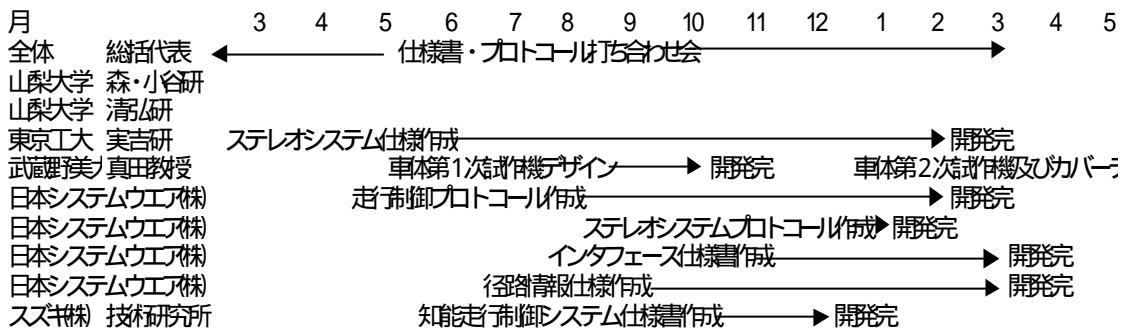 月 3 4 5 6 7 8 9 10 11 12 1 2 3 4 5
全体 総括代表 仕様書・プロトコール打ち合わせ会
山梨大学 森・小谷研
山梨大学 清弘研
東京工大 実吉研 ステレオシステム仕様作成 開発完
武蔵野美大 真田教授 車体第1次試作機デザイン 開発完 車体第2次試作機及びカバーデ
日本システムウエア(株) 走行制御プロトコール作成 開発完
日本システムウエア(株) ステレオシステムプロトコール作成 開発完
日本システムウエア(株) インタフェース仕様書作成 開発完
日本システムウエア(株) 径路情報仕様作成 開発完
スズキ(株) 技術研究所 知能走行制御システム仕様書作成 開発完